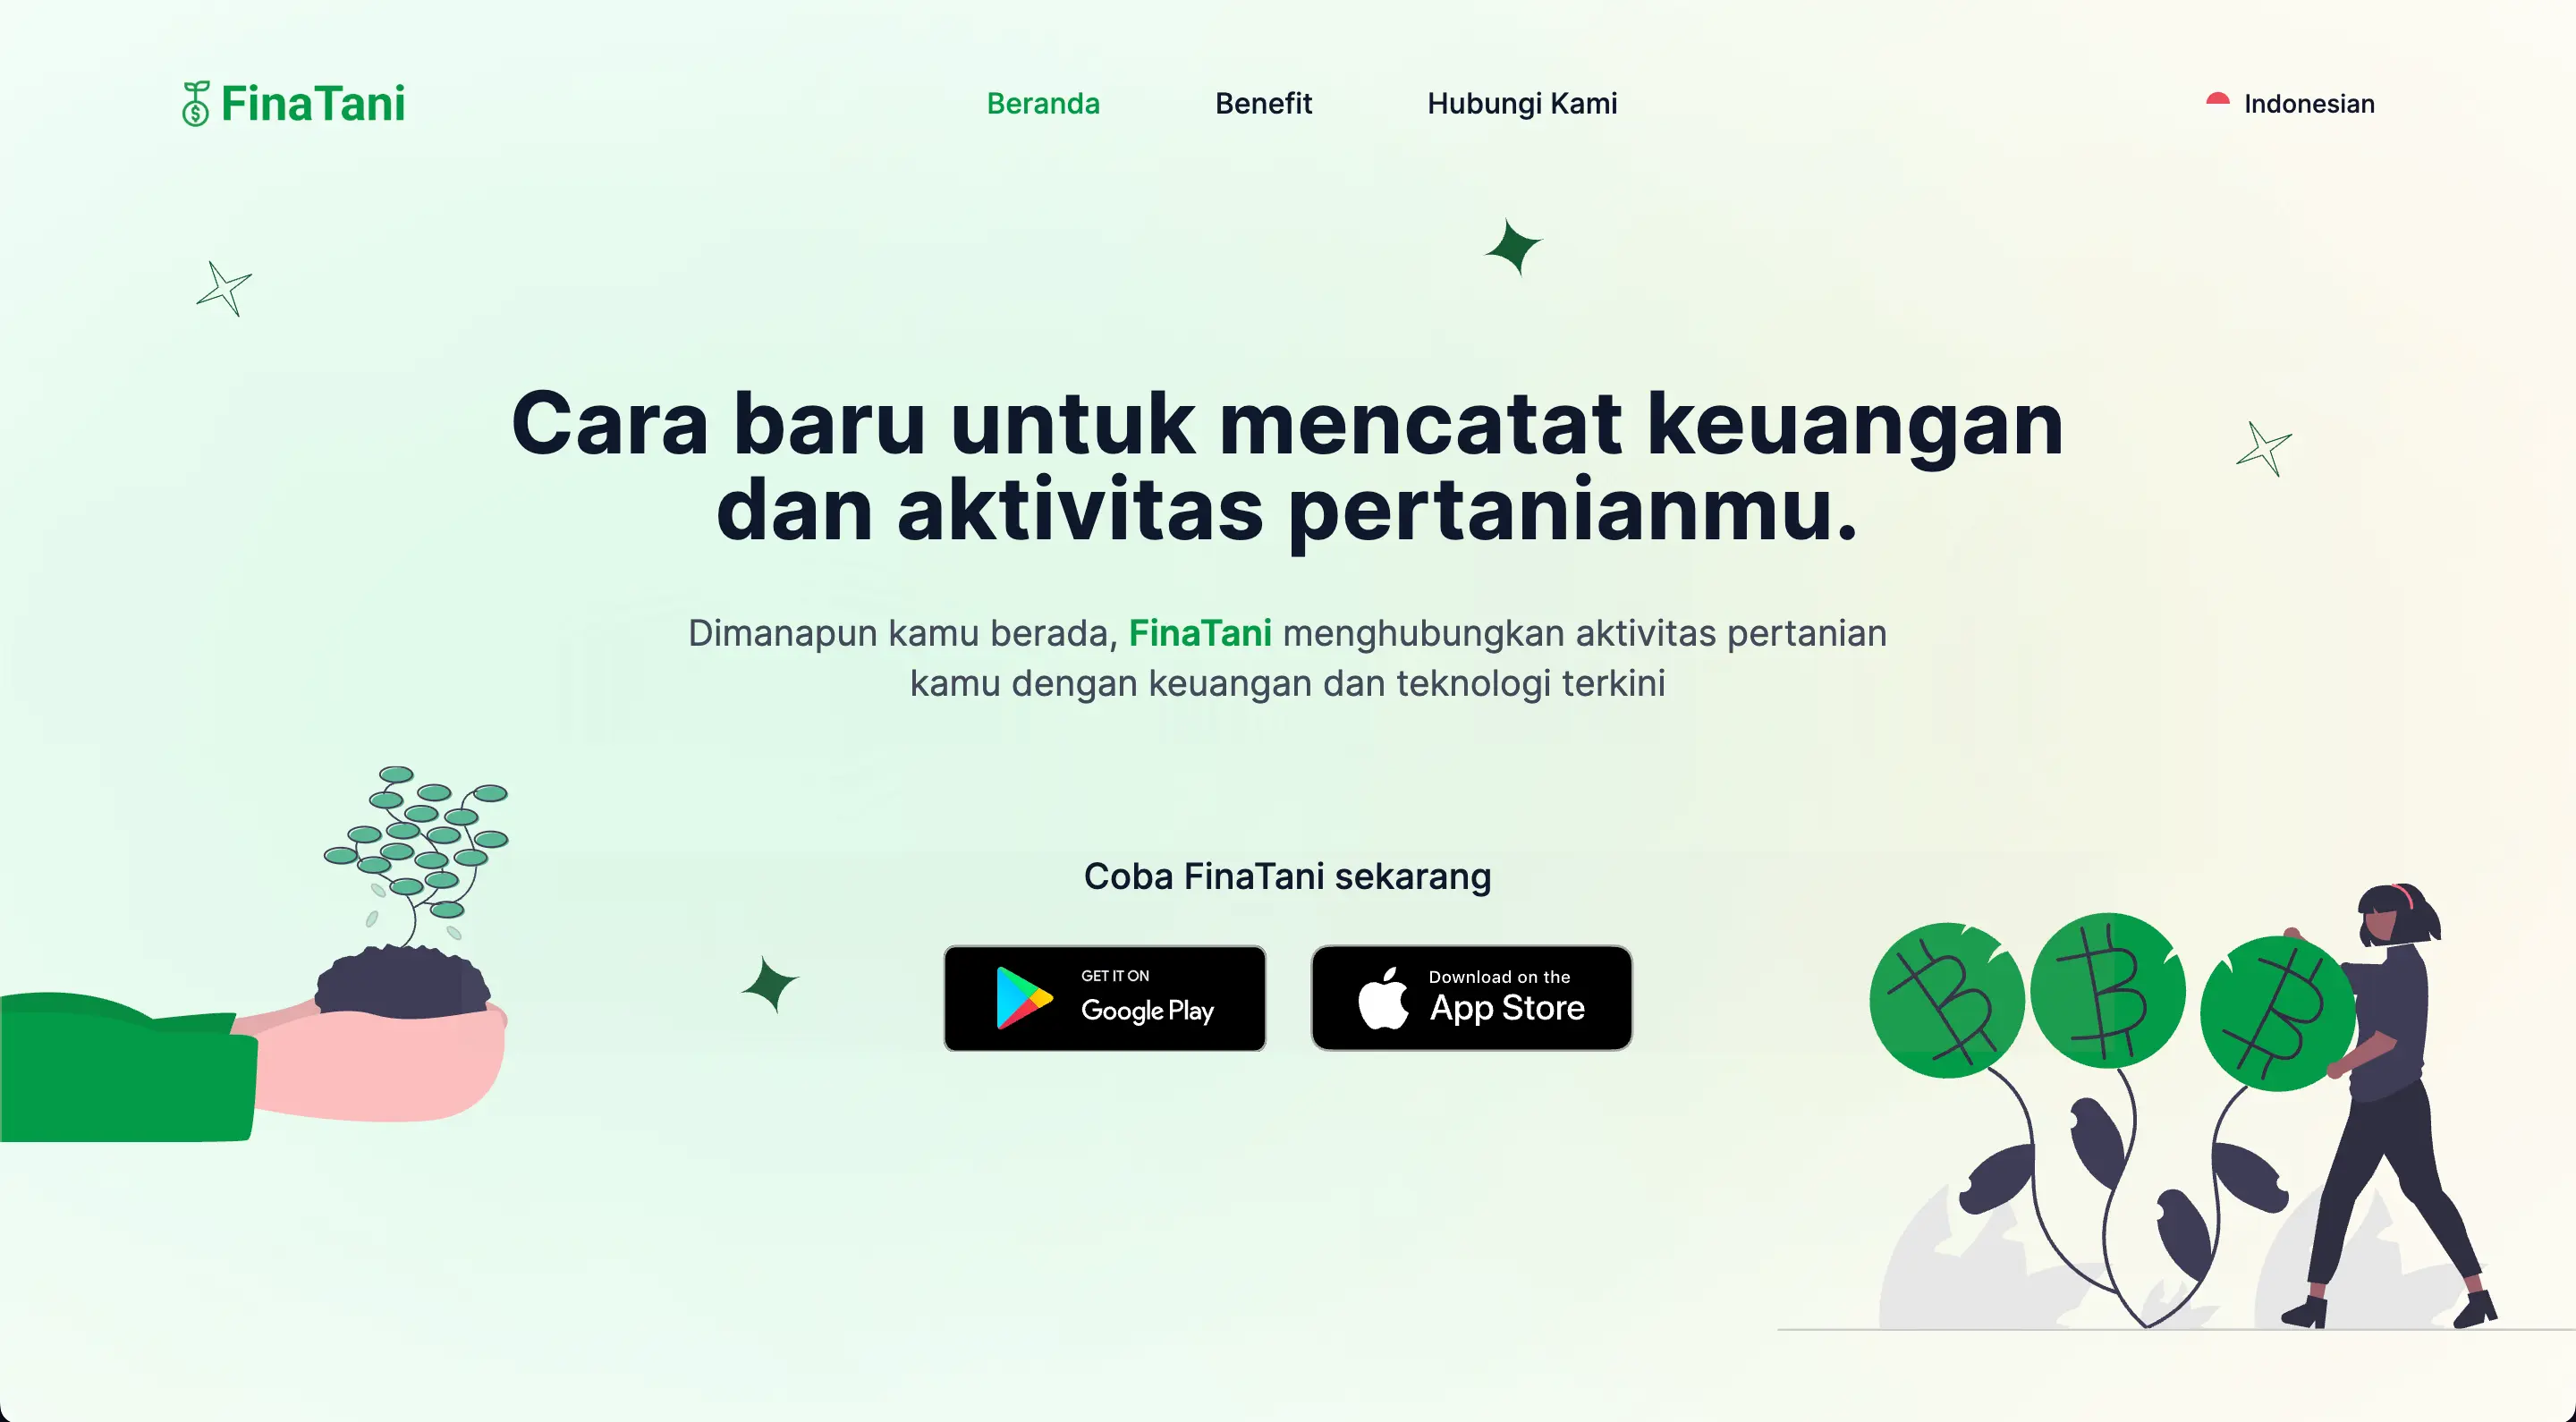 FinaTani
Beranda
Benefit
Hubungi Kami
Indonesian
Cara baru untuk mencatat keuangan
dan aktivitas pertanianmu.
Dimanapun kamu berada, FinaTani menghubungkan aktivitas pertanian
kamu dengan keuangan dan teknologi terkini
Coba FinaTani sekarang
GET IT ON
Google Play
Download on the
App Store